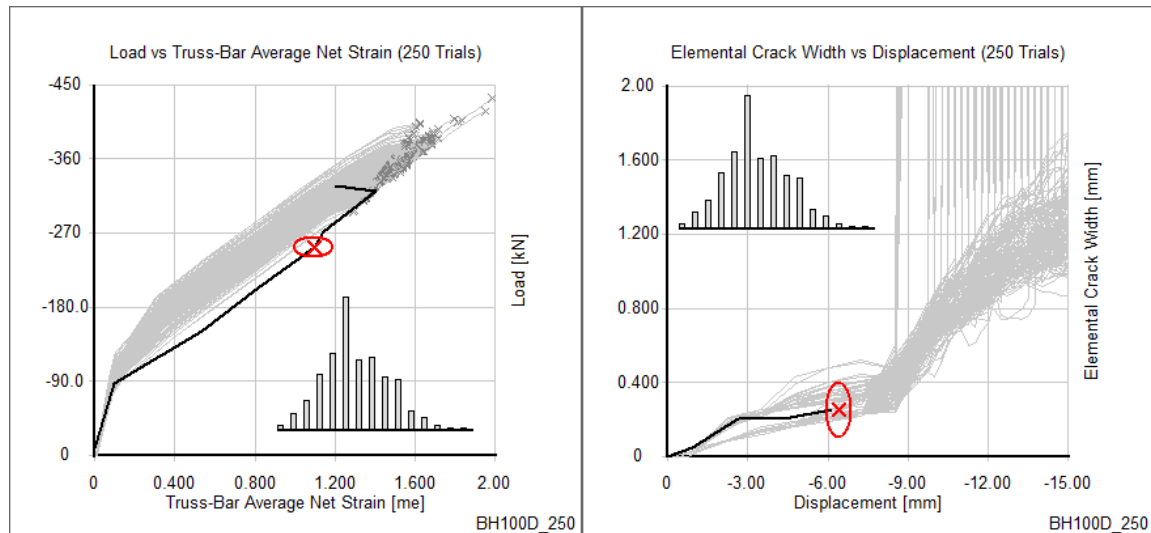 Load vs Truss-Bar Average Net Strain (250 Trials)
-450
-360
-270
-180.0
-90.0
0
Load [kN]
0 0.400 0.800 1.200 1.600 2.00
Truss-Bar Average Net Strain [me]
BH100D_250
Elemental Crack Width vs Displacement (250 Trials)
2.00
1.600
1.200
0.800
0.400
0
Elemental Crack Width [mm]
0 -3.00 -6.00 -9.00 -12.00 -15.00
Displacement [mm]
BH100D_250